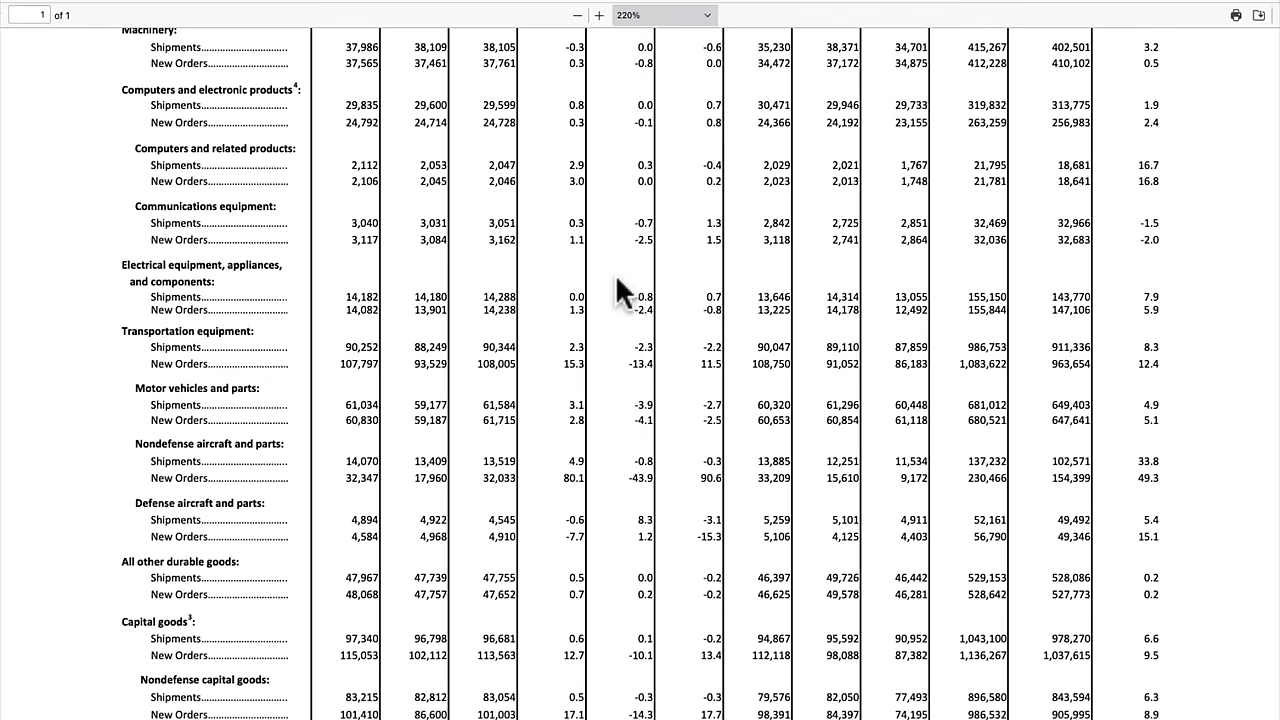 1 of 1 220%
Machinery:
Shipments................................ 37,986 38,109 38,105 -0.3 0.0 -0.6 35,230 38,371 34,701 415,267 402,501 3.2
New Orders.............................. 37,565 37,461 37,761 0.3 -0.8 0.0 34,472 37,172 34,875 412,228 410,102 0.5
Computers and electronic products4:
Shipments................................ 29,835 29,600 29,599 0.8 0.0 0.7 30,471 29,946 29,733 319,832 313,775 1.9
New Orders.............................. 24,792 24,714 24,728 0.3 -0.1 0.8 24,366 24,192 23,155 263,259 256,983 2.4
Computers and related products:
Shipments................................ 2,112 2,053 2,047 2.9 0.3 -0.4 2,029 2,021 1,767 21,795 18,681 16.7
New Orders.............................. 2,106 2,045 2,046 3.0 0.0 0.2 2,023 2,013 1,748 21,781 18,641 16.8
Communications equipment:
Shipments................................ 3,040 3,031 3,051 0.3 -0.7 1.3 2,842 2,725 2,851 32,469 32,966 -1.5
New Orders.............................. 3,117 3,084 3,162 1.1 -2.5 1.5 3,118 2,741 2,864 32,036 32,683 -2.0
Electrical equipment, appliances,
and components:
Shipments................................ 14,182 14,180 14,288 0.0 0.8 0.7 13,646 14,314 13,055 155,150 143,770 7.9
New Orders.............................. 14,082 13,901 14,238 1.3 -2.4 -0.8 13,225 14,178 12,492 155,844 147,106 5.9
Transportation equipment:
Shipments................................ 90,252 88,249 90,344 2.3 -2.3 -2.2 90,047 89,110 87,859 986,753 911,336 8.3
New Orders.............................. 107,797 93,529 108,005 15.3 -13.4 11.5 108,750 91,052 86,183 1,083,622 963,654 12.4
Motor vehicles and parts:
Shipments................................ 61,034 59,177 61,584 3.1 -3.9 -2.7 60,320 61,296 60,448 681,012 649,403 4.9
New Orders.............................. 60,830 59,187 61,715 2.8 -4.1 -2.5 60,653 60,854 61,118 680,521 647,641 5.1
Nondefense aircraft and parts:
Shipments................................ 14,070 13,409 13,519 4.9 -0.8 -0.3 13,885 12,251 11,534 137,232 102,571 33.8
New Orders.............................. 32,347 17,960 32,033 80.1 -43.9 90.6 33,209 15,610 9,172 230,466 154,399 49.3
Defense aircraft and parts:
Shipments................................ 4,894 4,922 4,545 -0.6 8.3 -3.1 5,259 5,101 4,911 52,161 49,492 5.4
New Orders.............................. 4,584 4,968 4,910 -7.7 1.2 -15.3 5,106 4,125 4,403 56,790 49,346 15.1
All other durable goods:
Shipments................................ 47,967 47,739 47,755 0.5 0.0 -0.2 46,397 49,726 46,442 529,153 528,086 0.2
New Orders.............................. 48,068 47,757 47,652 0.7 0.2 -0.2 46,625 49,578 46,281 528,642 527,773 0.2
Capital goods3:
Shipments................................ 97,340 96,798 96,681 0.6 0.1 -0.2 94,867 95,592 90,952 1,043,100 978,270 6.6
New Orders.............................. 115,053 102,112 113,563 12.7 -10.1 13.4 112,118 98,088 87,382 1,136,267 1,037,615 9.5
Nondefense capital goods:
Shipments................................ 83,215 82,812 83,054 0.5 -0.3 -0.3 79,576 82,050 77,493 896,580 843,594 6.3
New Orders.............................. 101,410 86,600 101,003 17.1 -14.3 17.7 98,391 84,397 74,195 986,532 905,995 8.9